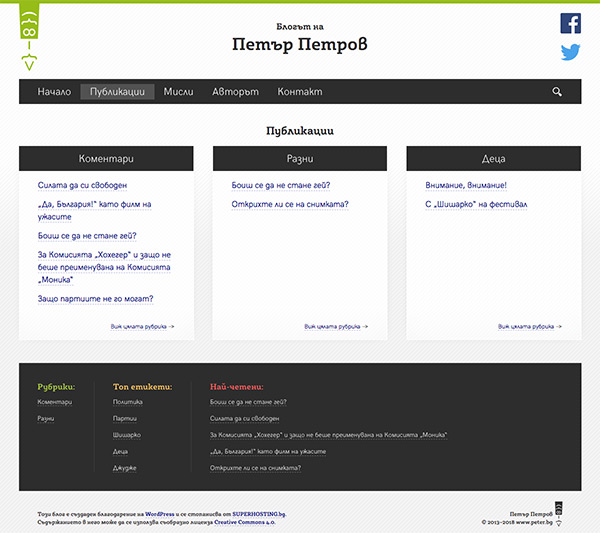 Блогът на
Петър Петров
Начало Публикации Мисли Авторът Контакт
Публикации
Коментари
Силата да си свободен
„Да, България!“ като филм на
ужасите
Боиш се да не стане гей?
За Комисията „Хохегер“ и защо не
беше преименувана на Комисията
„Моника“
Защо партиите не го могат?
Виж цялата рубрика ->
Разни
Боиш се да не стане гей?
Открихте ли се на снимката?
Виж цялата рубрика ->
Деца
Внимание, внимание!
С „Шишарко“ на фестивал
Виж цялата рубрика ->
Рубрики:
Коментари
Разни
Топ етикети:
Политика
Партии
Шишарко
Деца
Джудже
Най-четени:
Боиш се да не стане гей?
Силата да си свободен
За Комисията „Хохегер“ и защо не беше преименувана на Комисията „Моника“
„Да, България!“ като филм на ужасите
Открихте ли се на снимката?
Този блог е създаден благодарение на WordPress и се стопанисва от SUPERHOSTING.bg.
Съдържанието в него може да се използва съобразно лиценза Creative Commons 4.0.
Петър Петров
© 2013-2018 www.peter.bg